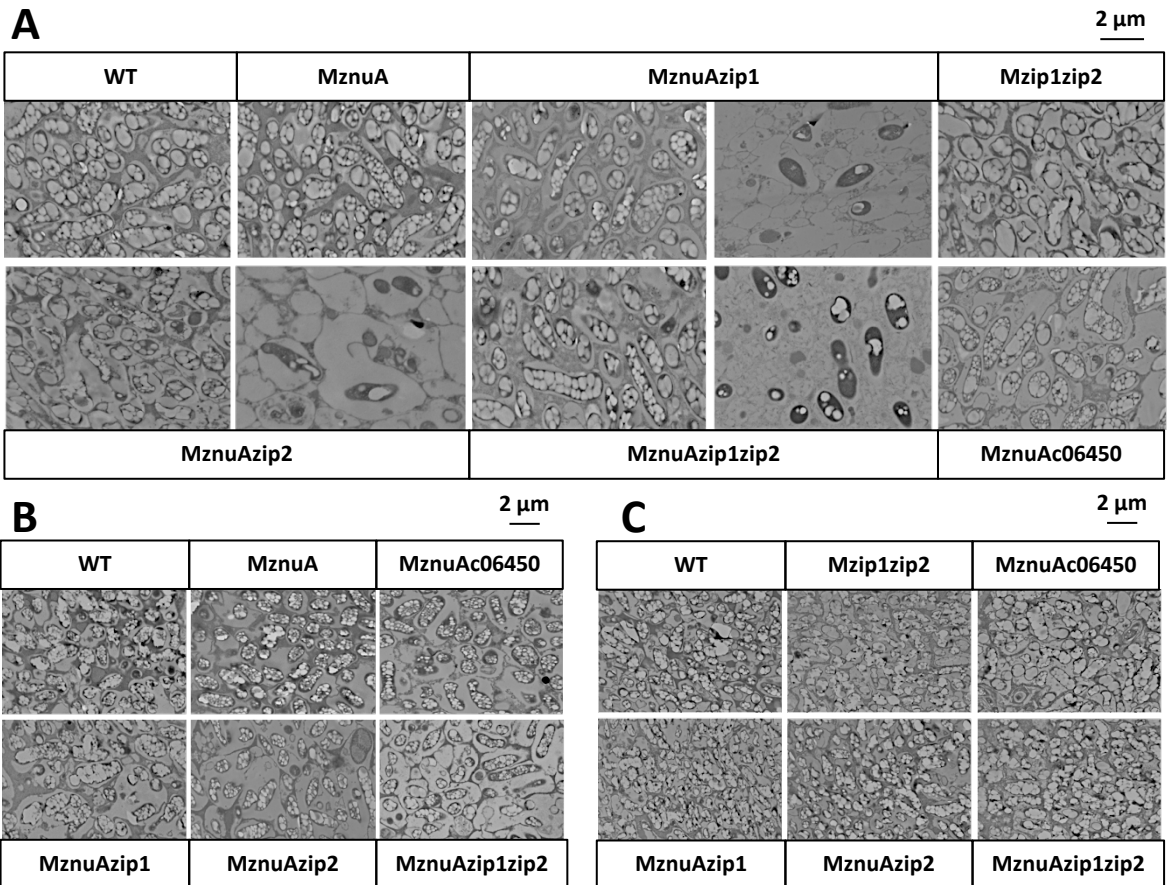 A
2 µm
WT MznuA MznuAzip1 Mzip1zip2
MznuAzip2 MznuAzip1zip2 MznuAc06450
B
2 µm
WT MznuA MznuAc06450
MznuAzip1 MznuAzip2 MznuAzip1zip2
C
2 µm
WT Mzip1zip2 MznuAc06450
MznuAzip1 MznuAzip2 MznuAzip1zip2